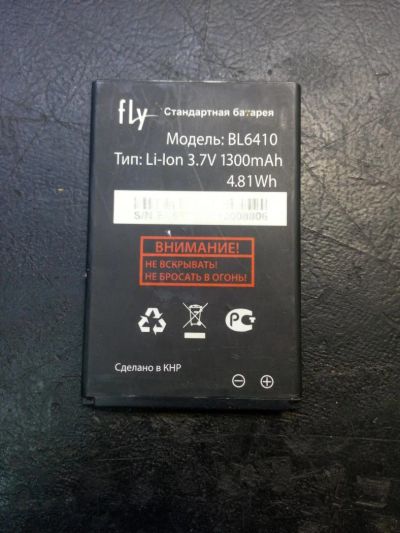 fly Стандартная батарея
Модель: BL6410
Тип: Li-Ion 3.7V 1300mAh
4.81Wh
S/N
ВНИМАНИЕ!
НЕ ВСКРЫВАТЬ!
НЕ БРОСАТЬ В ОГОНЬ!
Сделано в КНР